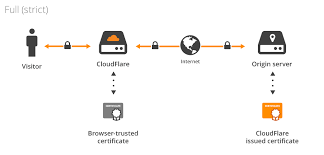 Full (strict)
Visitor
CloudFlare
Internet
Origin server
Browser-trusted
certificate
CloudFlare
issued certificate